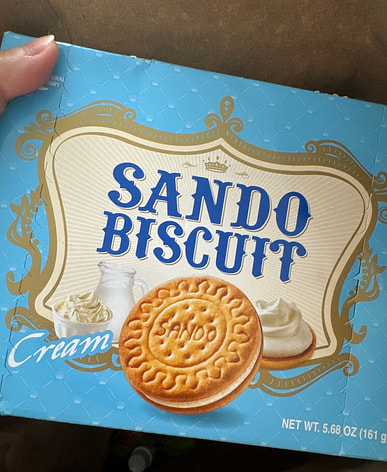 SANDO
BISCUIT
SANDO
Cream
NET WT. 5.68 OZ (161 g